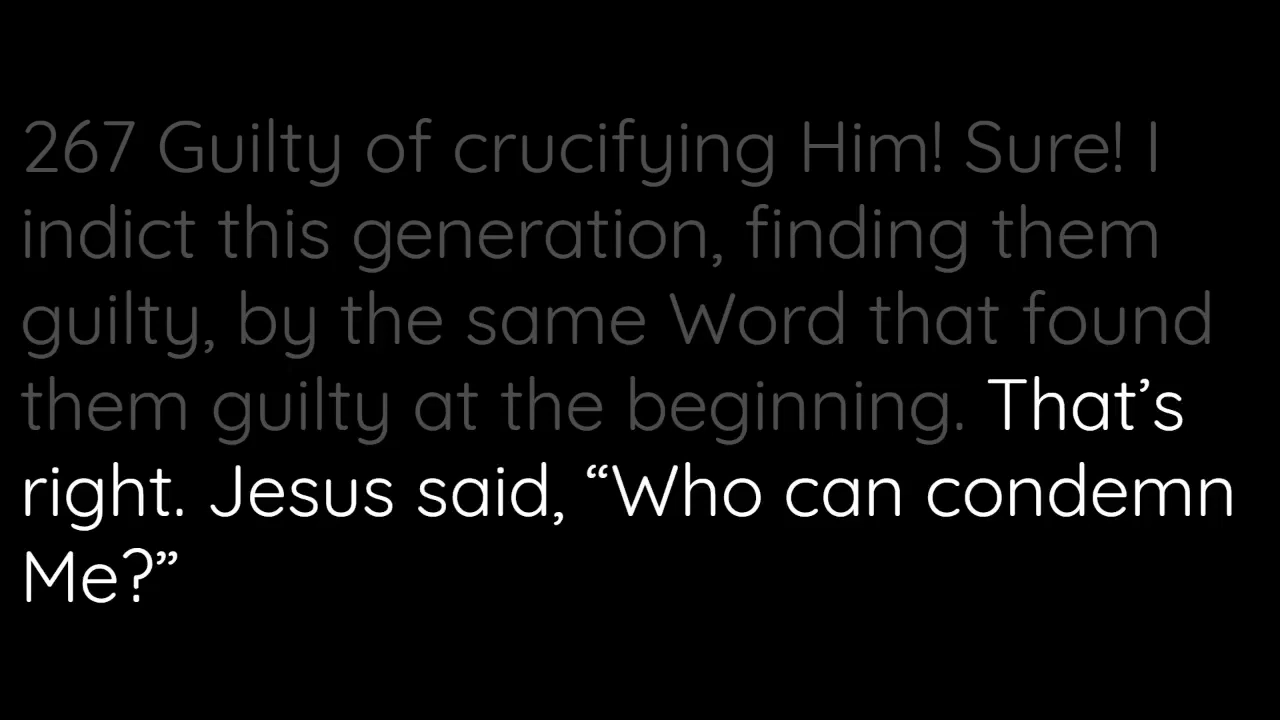 267 Guilty of crucifying Him! Sure! I
indict this generation, finding them
guilty, by the same Word that found
them guilty at the beginning. That’s
right. Jesus said, “Who can condemn
Me?”